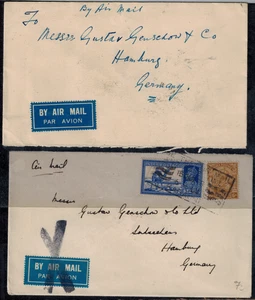 By Air Mail
To
Messrs Gustav Genschow & Co
Hamburg.
Germany.
BY AIR MAIL
PAR AVION
Air Mail
Messrs
Gustav Genschow & Co Ltd
Hamburg
Germany
BY AIR MAIL
PAR AVION
7.